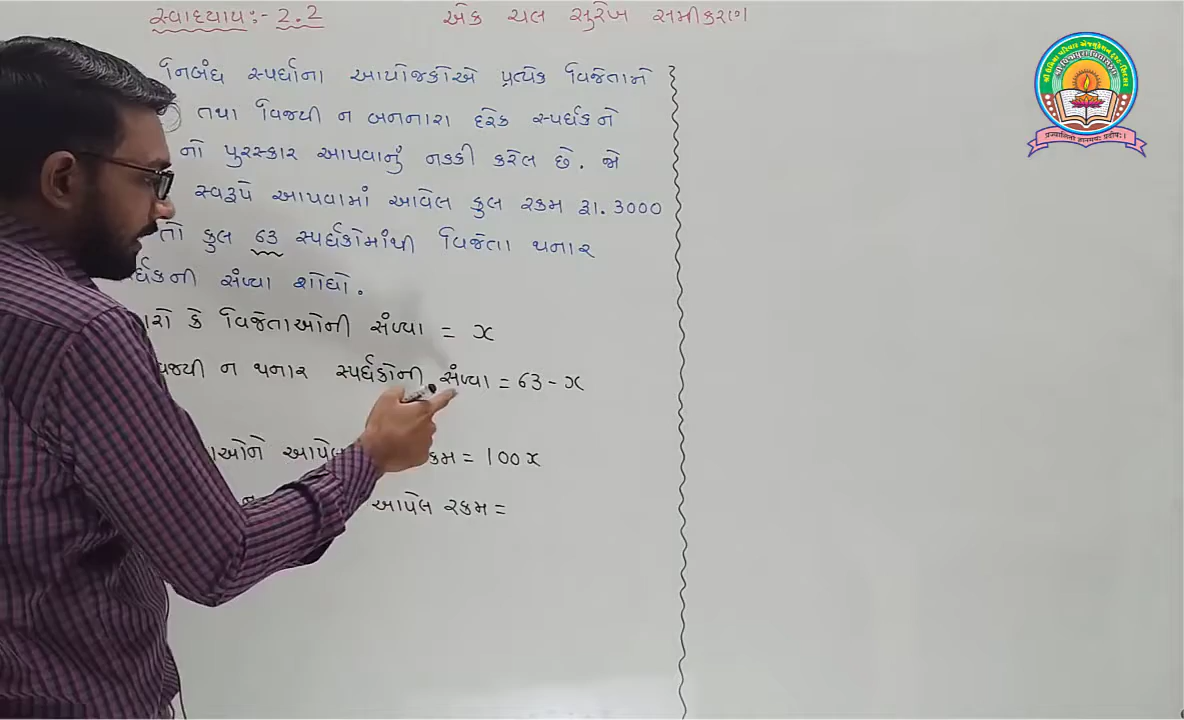 સ્વાધ્યાય:- 2.2 એક ચલ સુરેખ સમીકરણ
નિબંધ સ્પર્ધાના આયોજકોએ પ્રત્યેક વિજેતાને
તથા વિજયી ન બનનારા દરેક સ્પર્ધકને
નો પુરસ્કાર આપવાનું નક્કી કરેલ છે. જો
સ્વરૂપે આપવામાં આવેલ કુલ રકમ રૂા. 3000
તો કુલ 63 સ્પર્ધકોમાંથી વિજેતા થનાર
ર્ધકની સંખ્યા શોધો.
ારો કે વિજેતાઓની સંખ્યા = x
વિજયી ન થનાર સ્પર્ધકોની સંખ્યા = 63 - x
ાઓને આપેલ કમ = 100x
આપેલ રકમ =